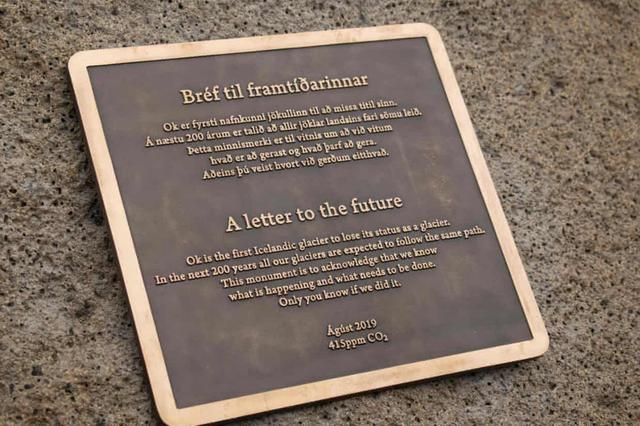 Bréf til framtíðarinnar
Ok er fyrsti nafnkunni jökullinn til að missa titil sinn.
Á næstu 200 árum er talið að allir jöklar landsins fari sömu leið.
Þetta minnismerki er til vitnis um að við vitum
hvað er að gerast og hvað þarf að gera.
Aðeins þú veist hvort við gerðum eitthvað.
A letter to the future
Ok is the first Icelandic glacier to lose its status as a glacier.
In the next 200 years all our glaciers are expected to follow the same path.
This monument is to acknowledge that we know
what is happening and what needs to be done.
Only you know if we did it.
Ágúst 2019
415ppm CO₂